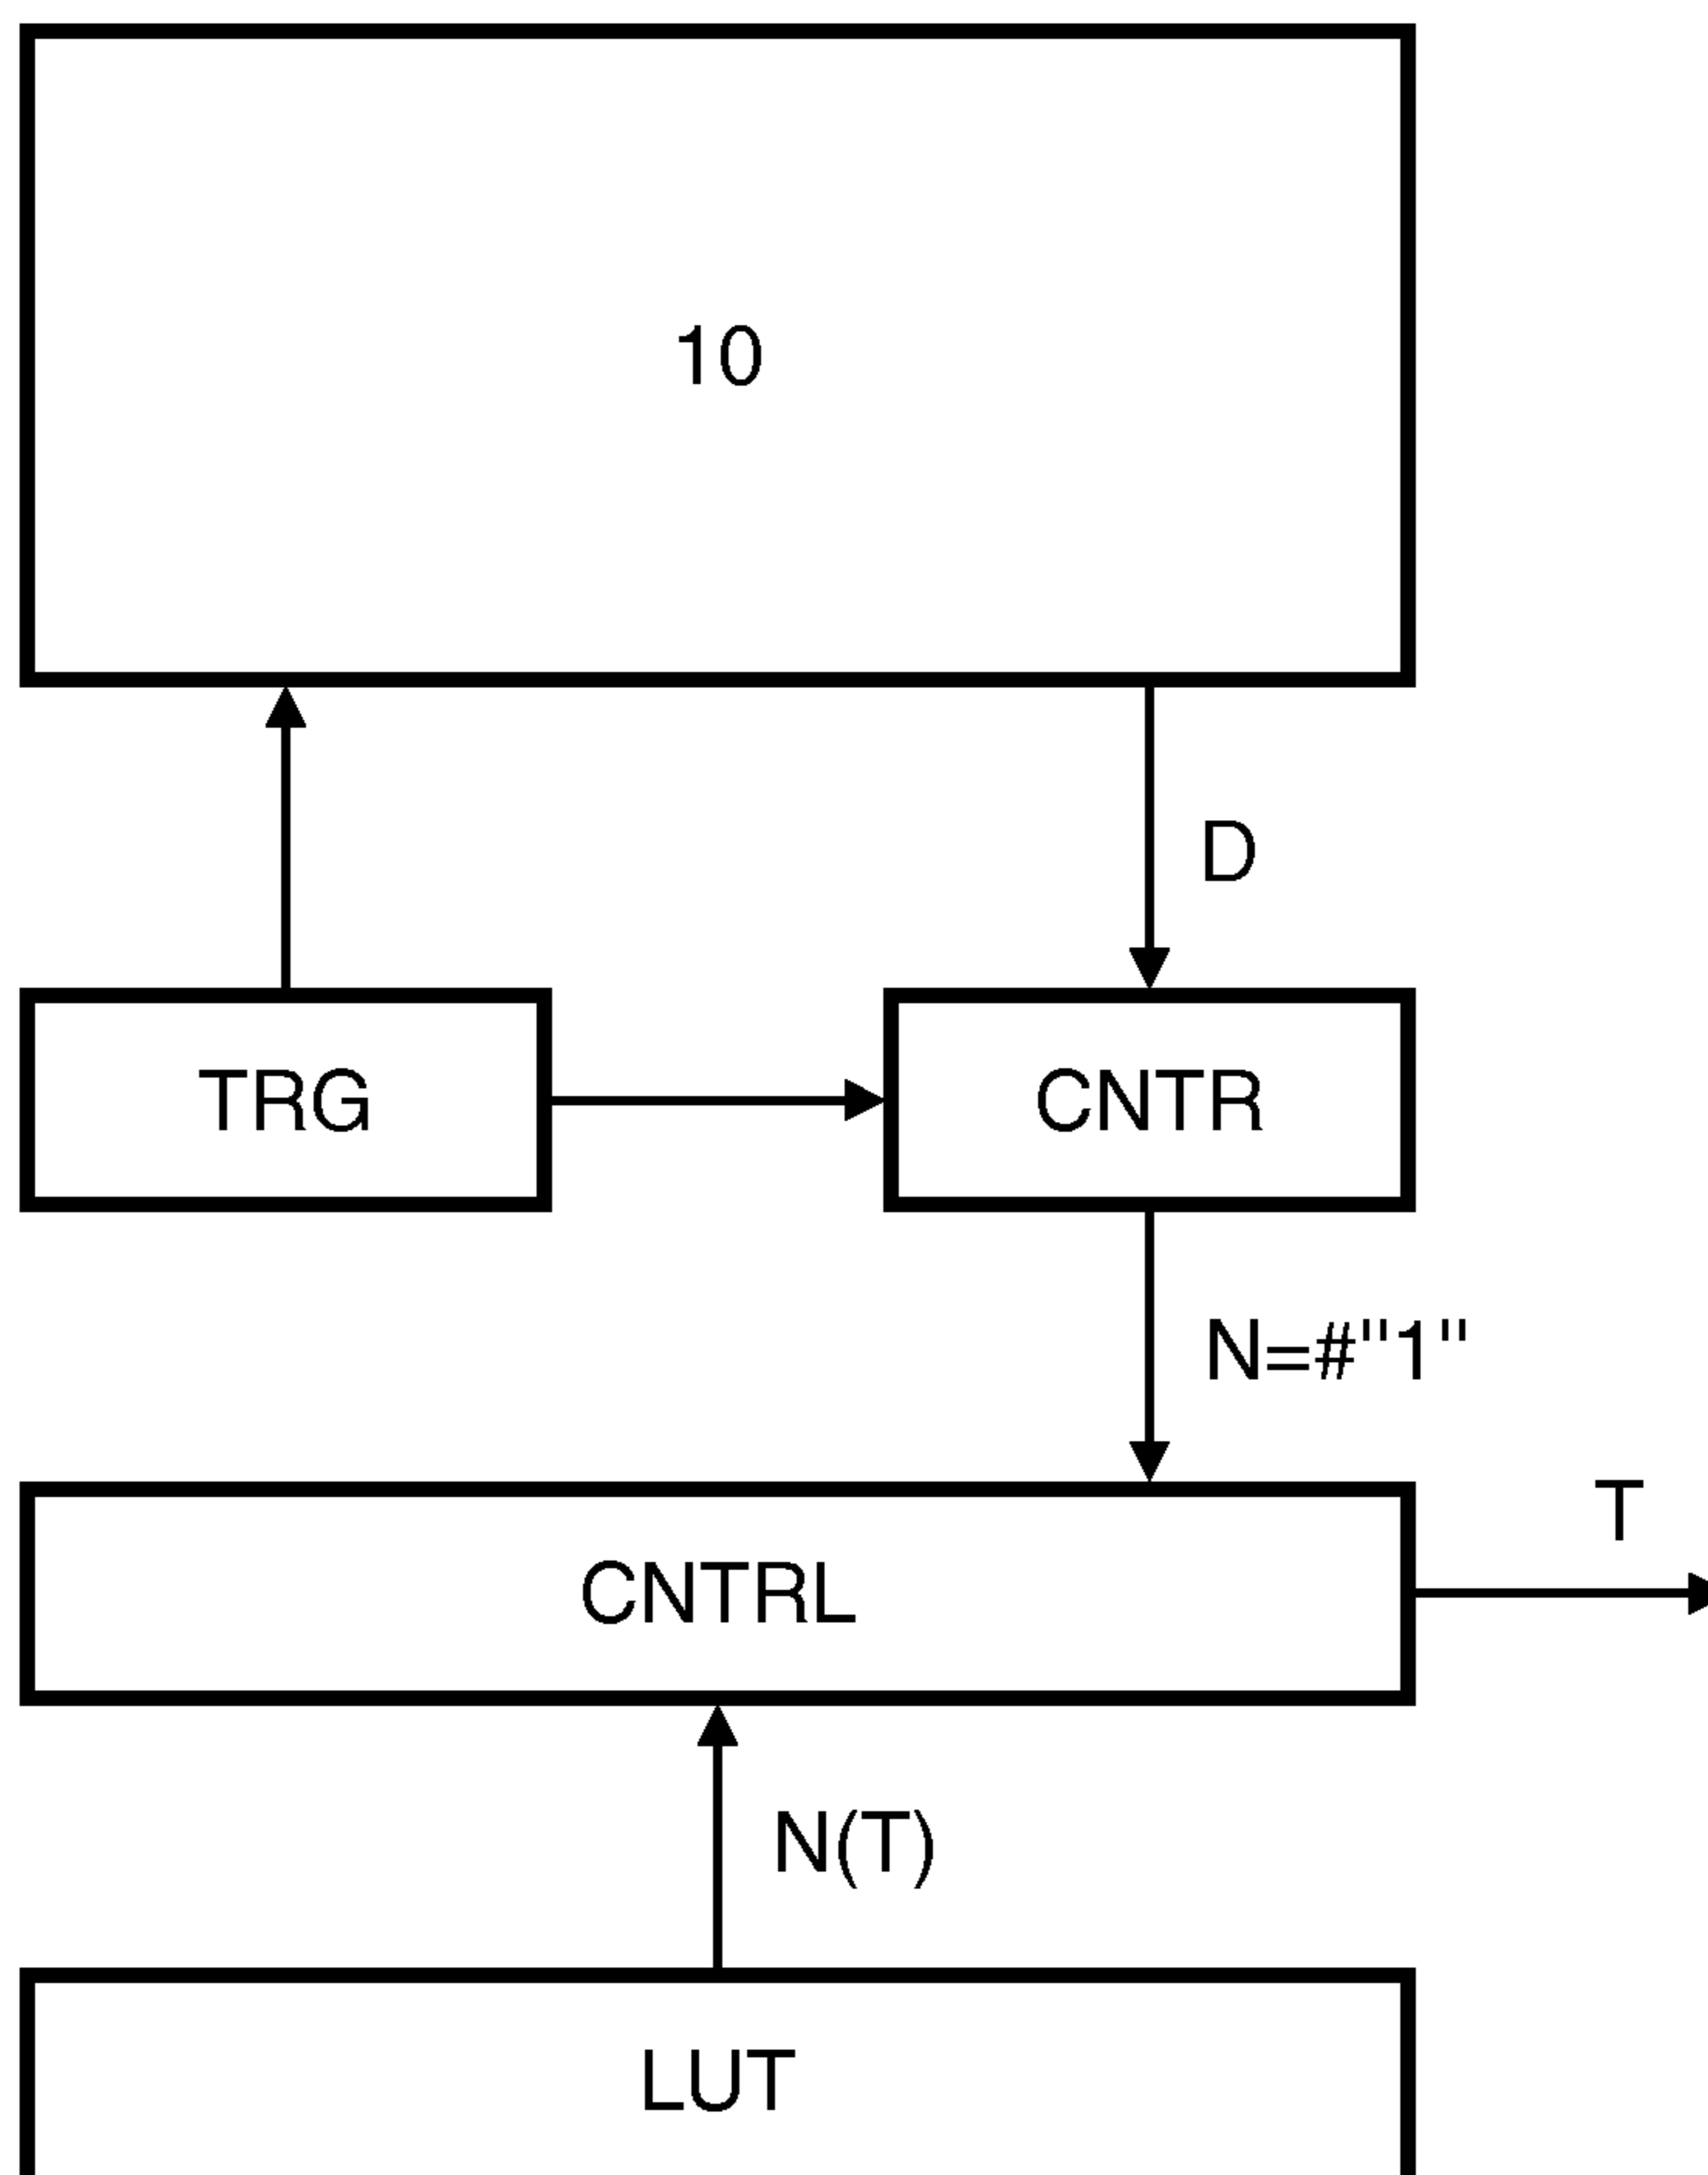 10
D
TRG
CNTR
N=#"1"
T
CNTRL
N(T)
LUT